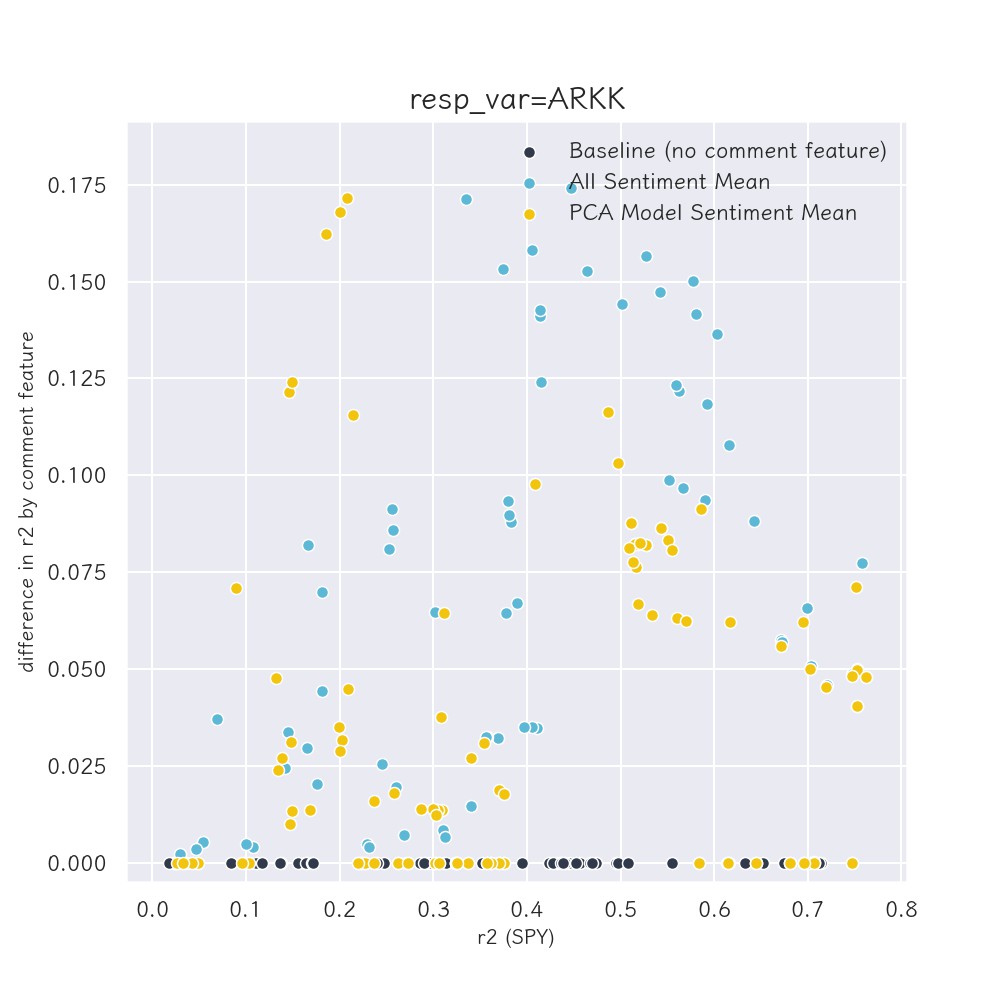 resp_var=ARKK
Baseline (no comment feature)
All Sentiment Mean
PCA Model Sentiment Mean
difference in r2 by comment feature
0.175
0.150
0.125
0.100
0.075
0.050
0.025
0.000
0.0 0.1 0.2 0.3 0.4 0.5 0.6 0.7 0.8
r2 (SPY)